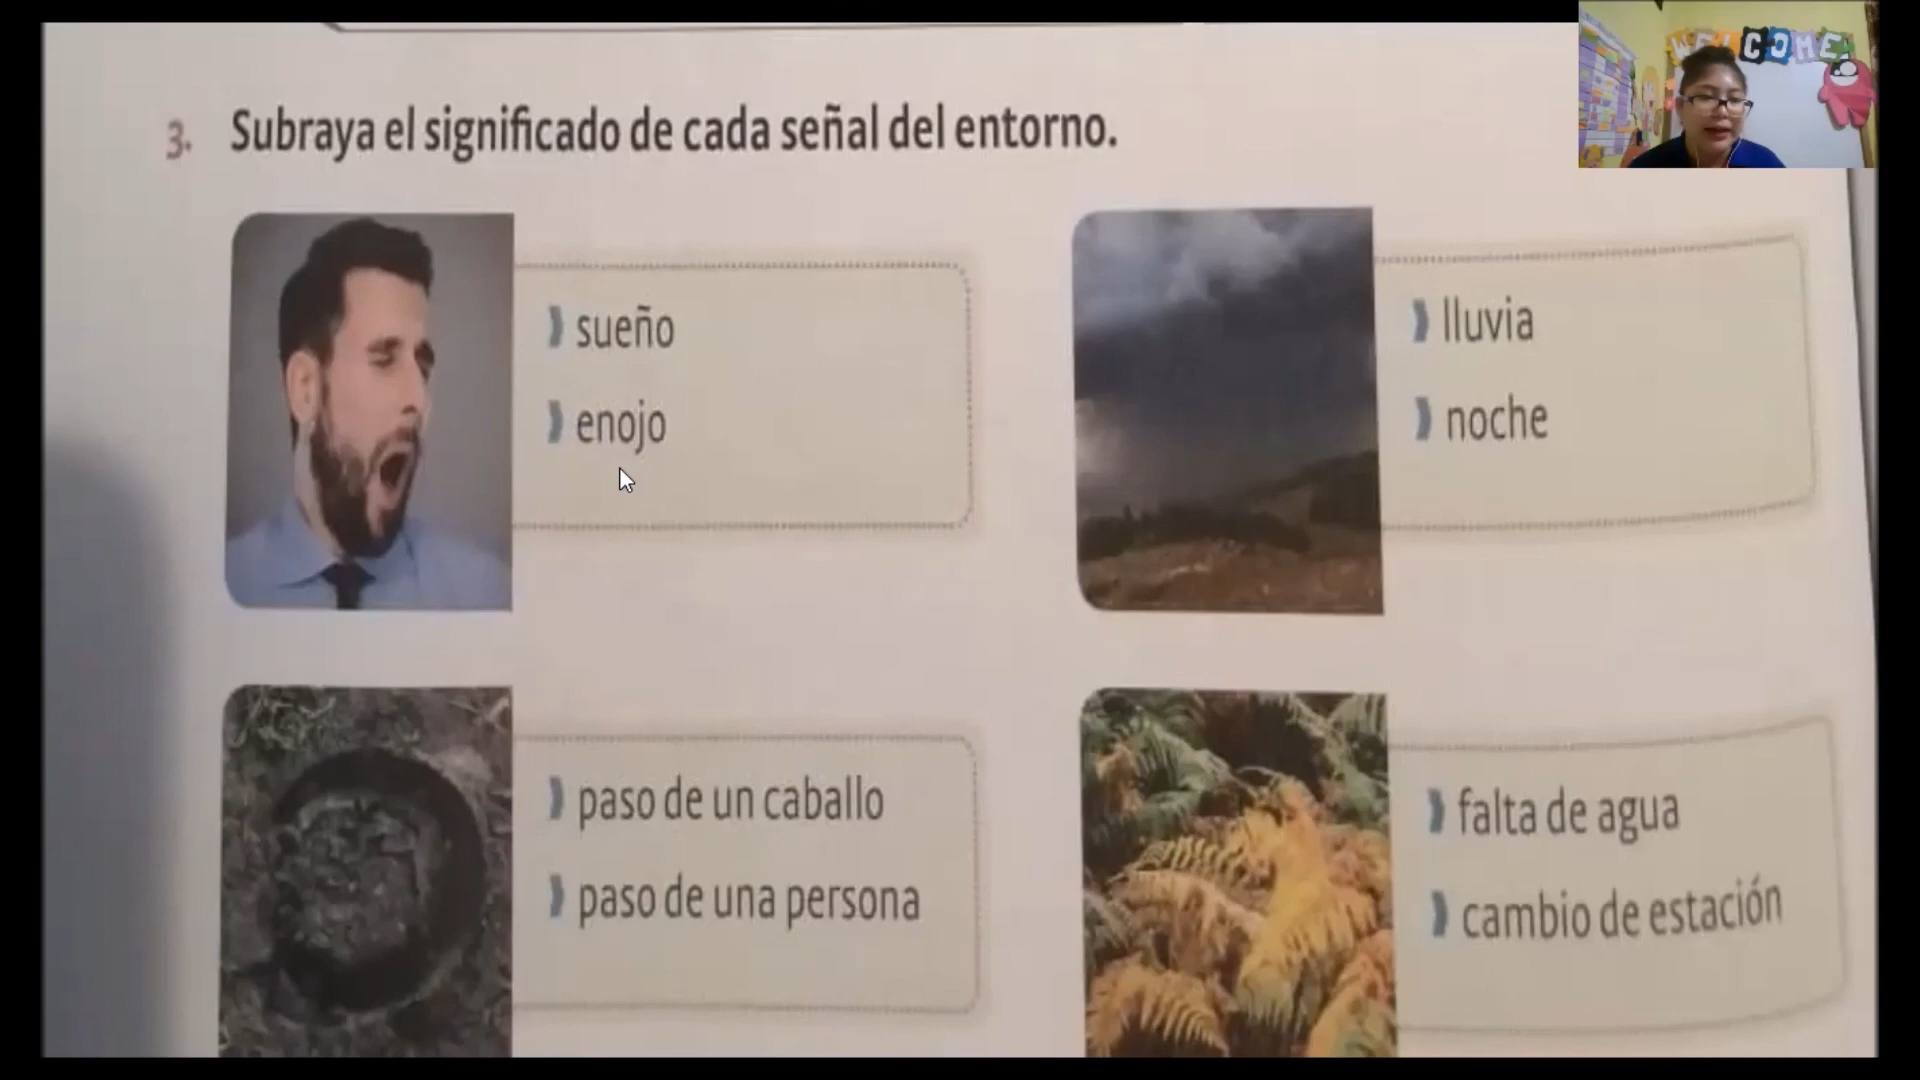 WELCOME
3. Subraya el significado de cada señal del entorno.
sueño
enojo
lluvia
noche
paso de un caballo
paso de una persona
falta de agua
cambio de estación